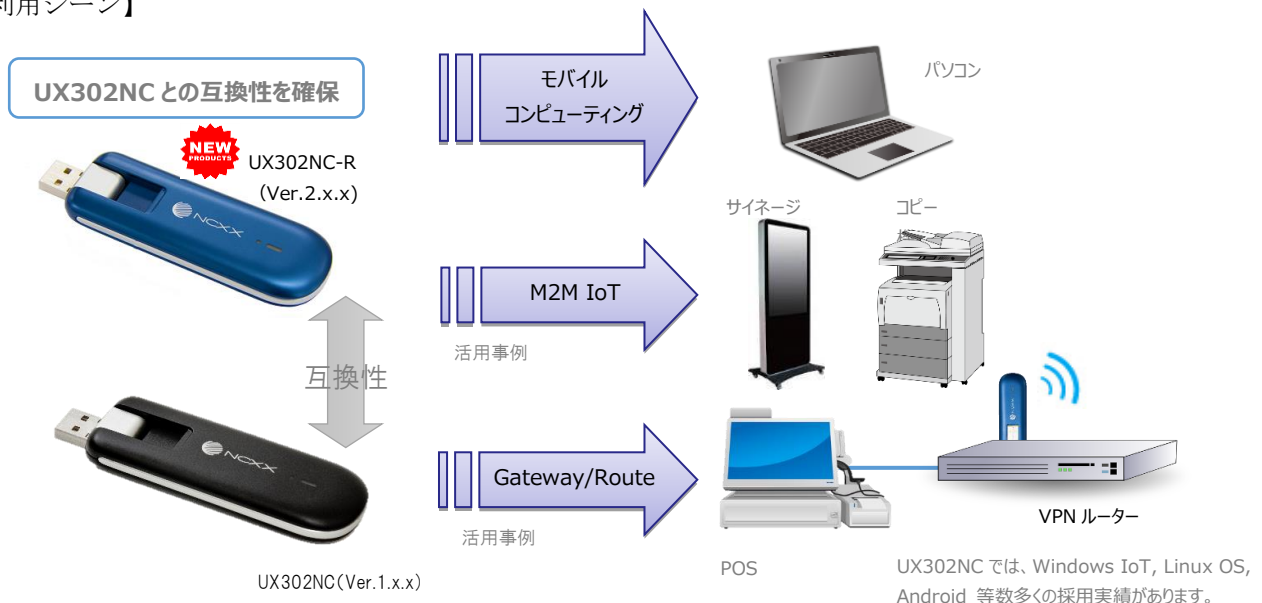 利用シーン】
UX302NCとの互換性を確保
NEW
PRODUCTS
UX302NC-R
(Ver.2.x.x)
NCXX
互換性
NCXX
UX302NC(Ver.1.x.x)
モバイル
コンピューティング
パソコン
M2M IoT
活用事例
サイネージ
コピー
Gateway/Route
活用事例
POS
VPN ルーター
UX302NC では、Windows IoT, Linux OS,
Android 等数多くの採用実績があります。